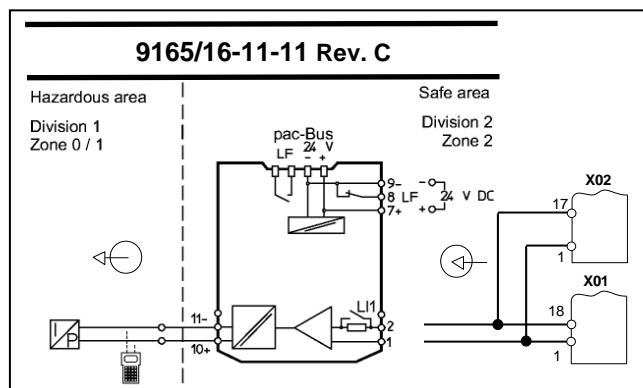 9165/16-11-11 Rev. C
Hazardous area
Safe area
Division 1
Zone 0 / 1
Division 2
Zone 2
pac-Bus
LF 24 V
- +
9-
8 LF
7+
- 24 V DC
+
X02
17
1
X01
18
1
LI1
2
1
11-
10+
I
P